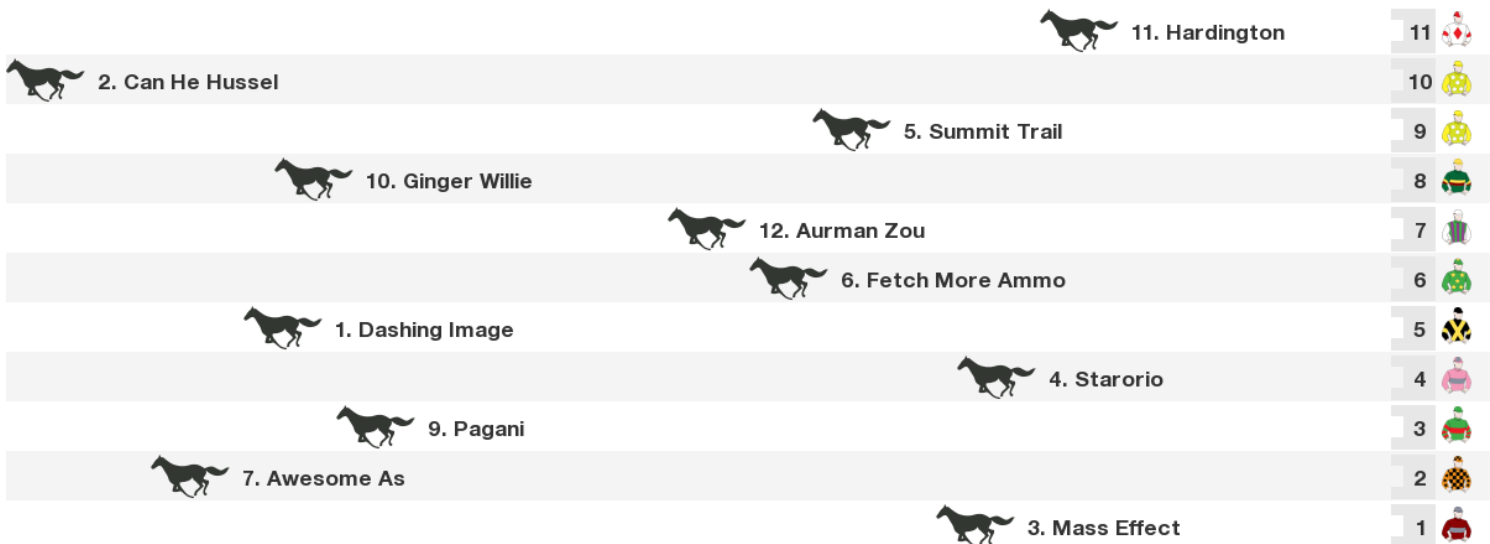 11. Hardington 11
2. Can He Hussel 10
5. Summit Trail 9
10. Ginger Willie 8
12. Aurman Zou 7
6. Fetch More Ammo 6
1. Dashing Image 5
4. Starorio 4
9. Pagani 3
7. Awesome As 2
3. Mass Effect 1